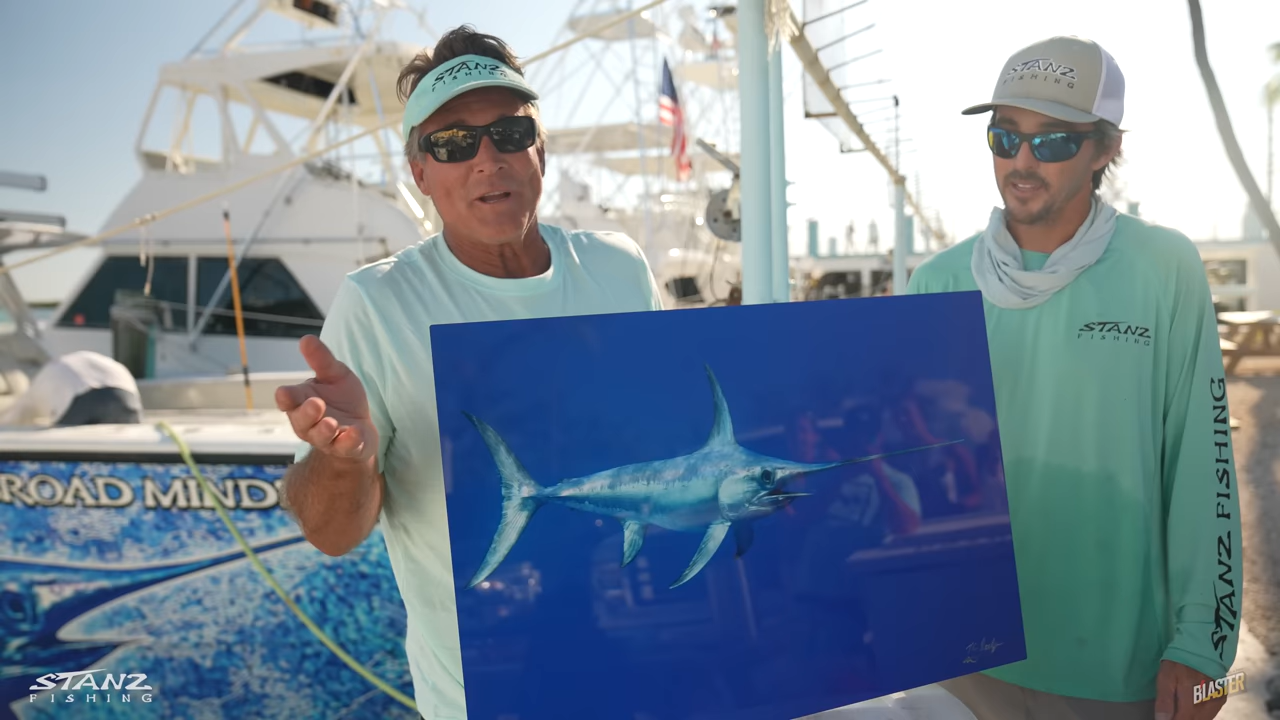 STANZ
FISHING
STANZ
FISHING
STANZ
FISHING
STANZ FISHING
ROAD MIND
STANZ
FISHING
BLASTER